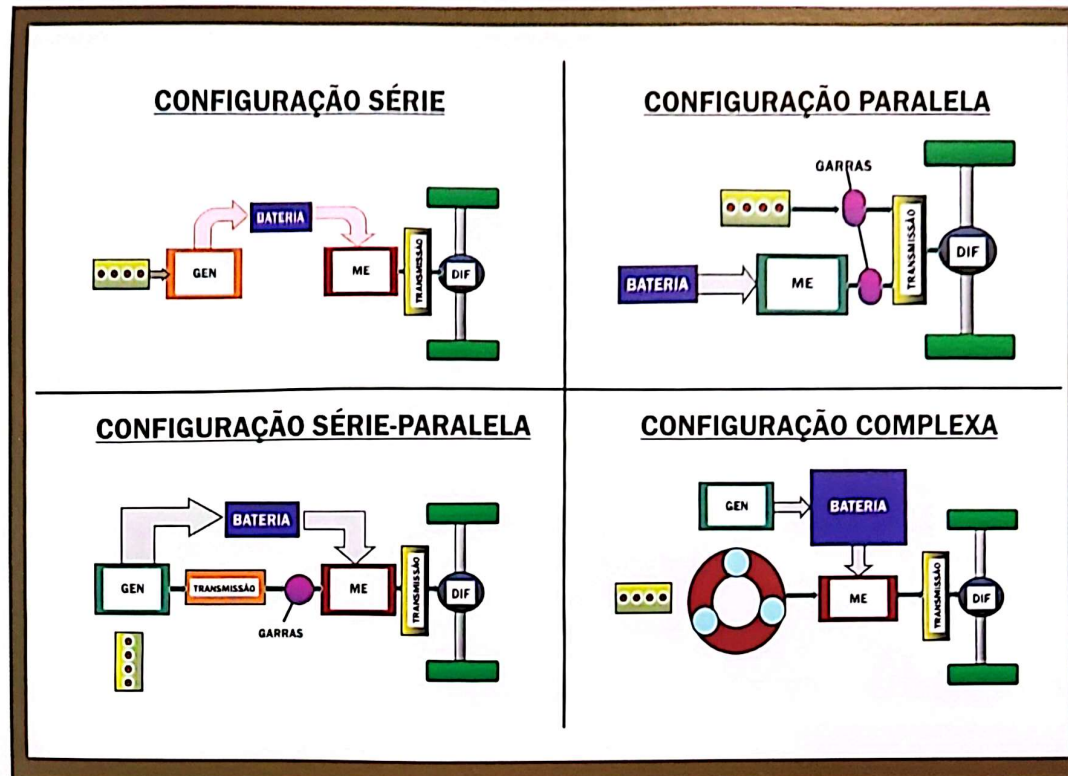 CONFIGURAÇÃO SÉRIE
BATERIA
GEN
ME
TRANSMISSÃO
DIF
CONFIGURAÇÃO PARALELA
GARRAS
BATERIA
ME
TRANSMISSÃO
DIF
CONFIGURAÇÃO SÉRIE-PARALELA
BATERIA
GEN
TRANSMISSÃO
GARRAS
ME
TRANSMISSÃO
DIF
CONFIGURAÇÃO COMPLEXA
GEN
BATERIA
ME
TRANSMISSÃO
DIF